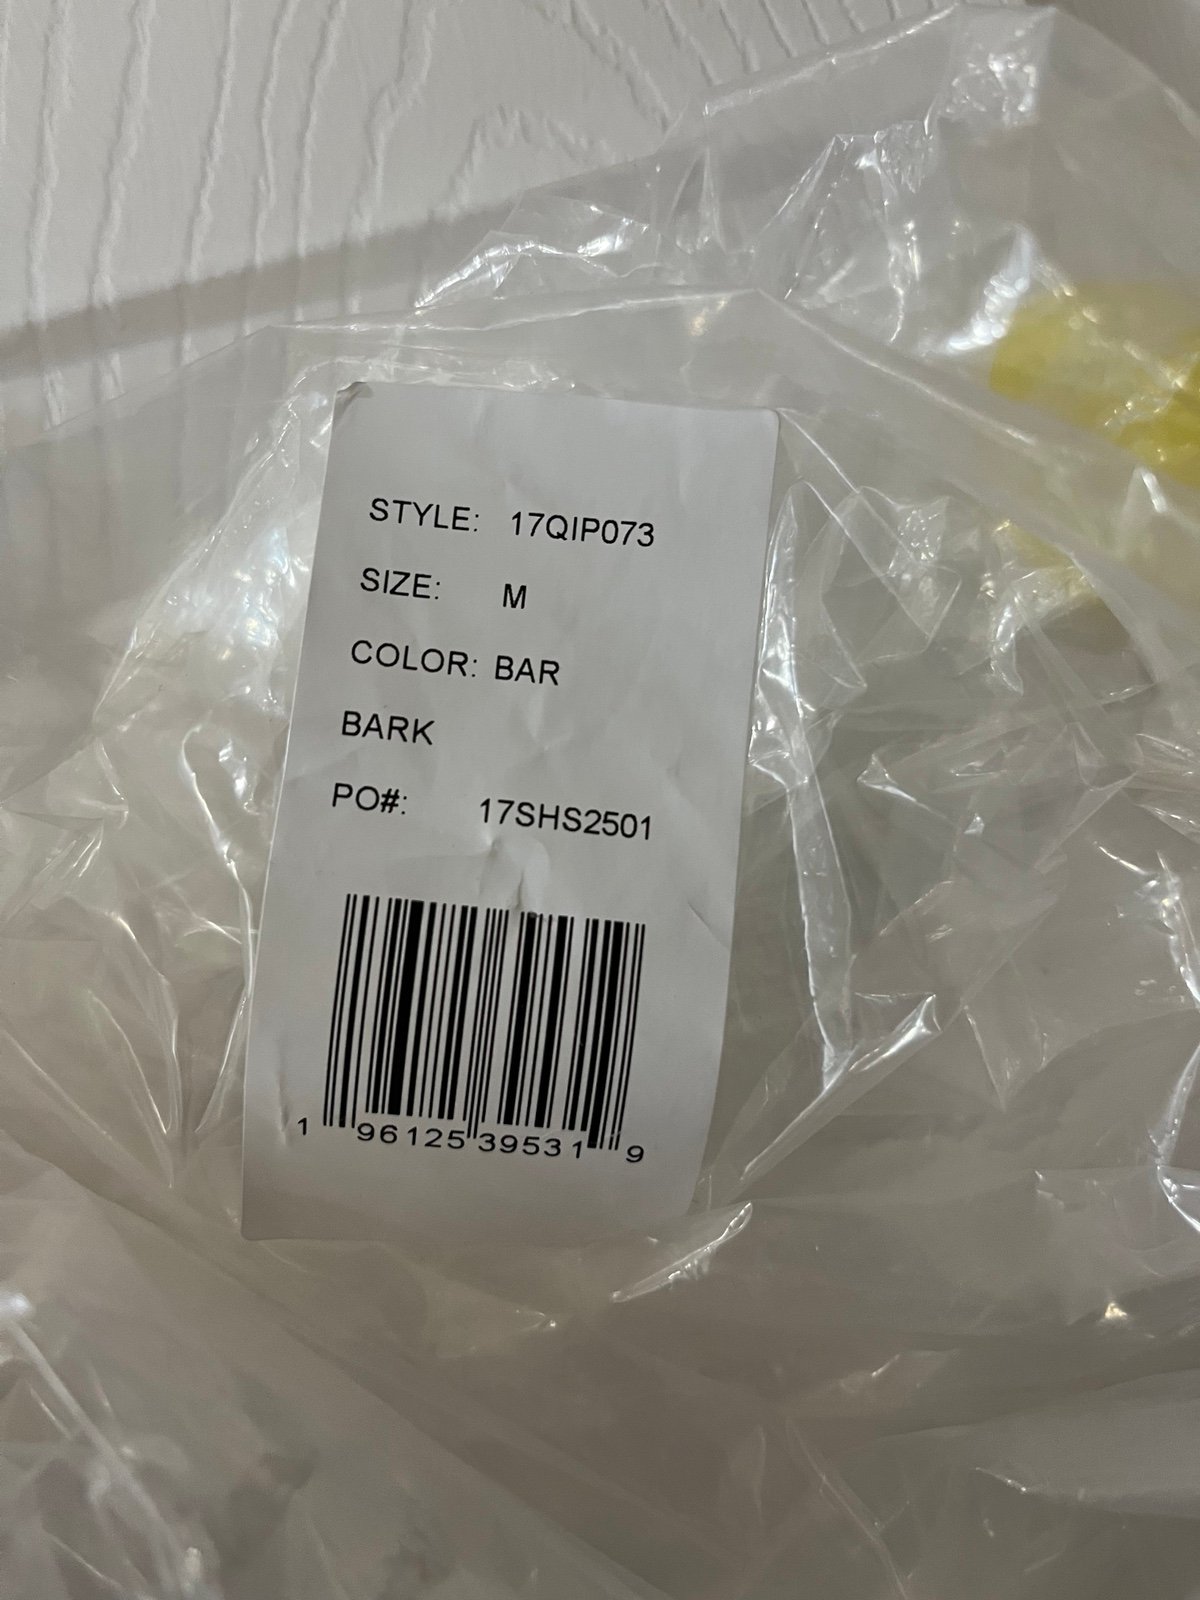 STYLE: 17QIP073
SIZE: M
COLOR: BAR
BARK
PO#: 17SHS2501
1 96125 39531 9